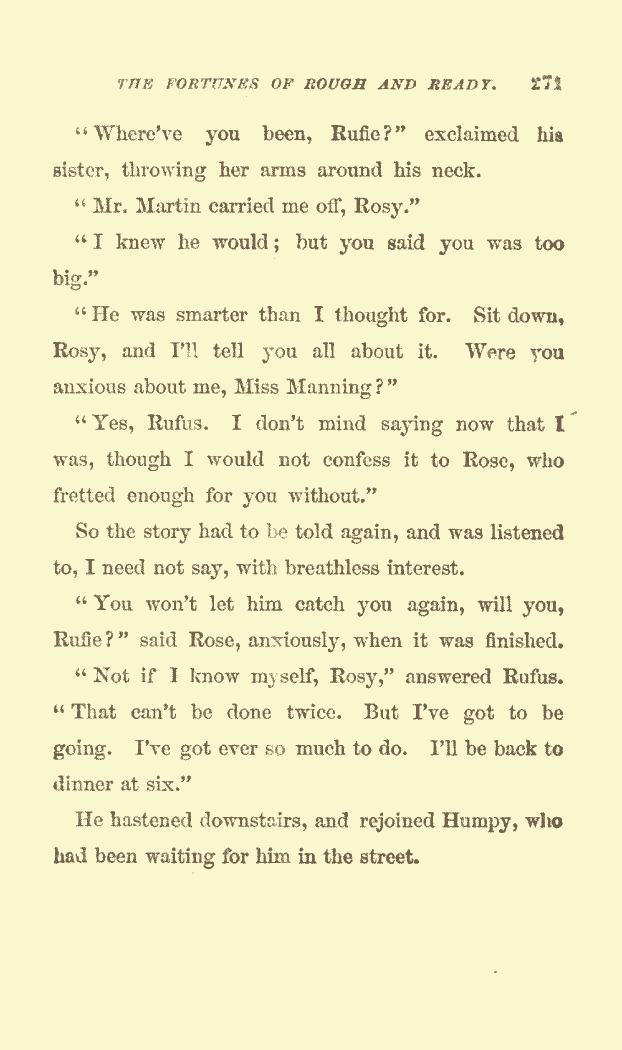 THE FORTUNES OF ROUGH AND READY. 271
"Where've you been, Rufie?" exclaimed his
sister, throwing her arms around his neck.
"Mr. Martin carried me off, Rosy."
"I knew he would; but you said you was too
big."
"He was smarter than I thought for. Sit down,
Rosy, and I'll tell you all about it. Were you
anxious about me, Miss Manning?"
"Yes, Rufus. I don't mind saying now that I
was, though I would not confess it to Rose, who
fretted enough for you without."
So the story had to be told again, and was listened
to, I need not say, with breathless interest.
"You won't let him catch you again, will you,
Rufie?" said Rose, anxiously, when it was finished.
"Not if I know myself, Rosy," answered Rufus.
"That can't be done twice. But I've got to be
going. I've got ever so much to do. I'll be back to
dinner at six."
He hastened downstairs, and rejoined Humpy, who
had been waiting for him in the street.